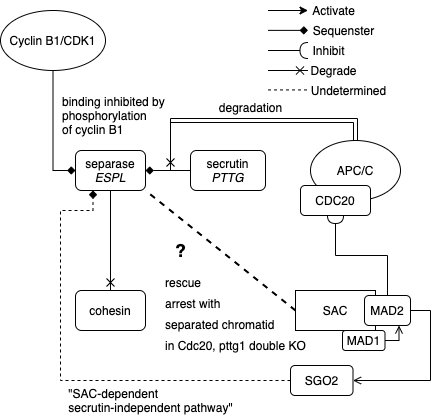 Activate
Cyclin B1/CDK1
Sequenster
Inhibit
Degrade
Undetermined
binding inhibited by
phosphorylation
of cyclin B1
degradation
separase
ESPL
secrutin
PTTG
APC/C
CDC20
?
rescue
arrest with
separated chromatid
in Cdc20, pttg1 double KO
cohesin
SAC
MAD2
MAD1
SGO2
"SAC-dependent
secrutin-independent pathway"